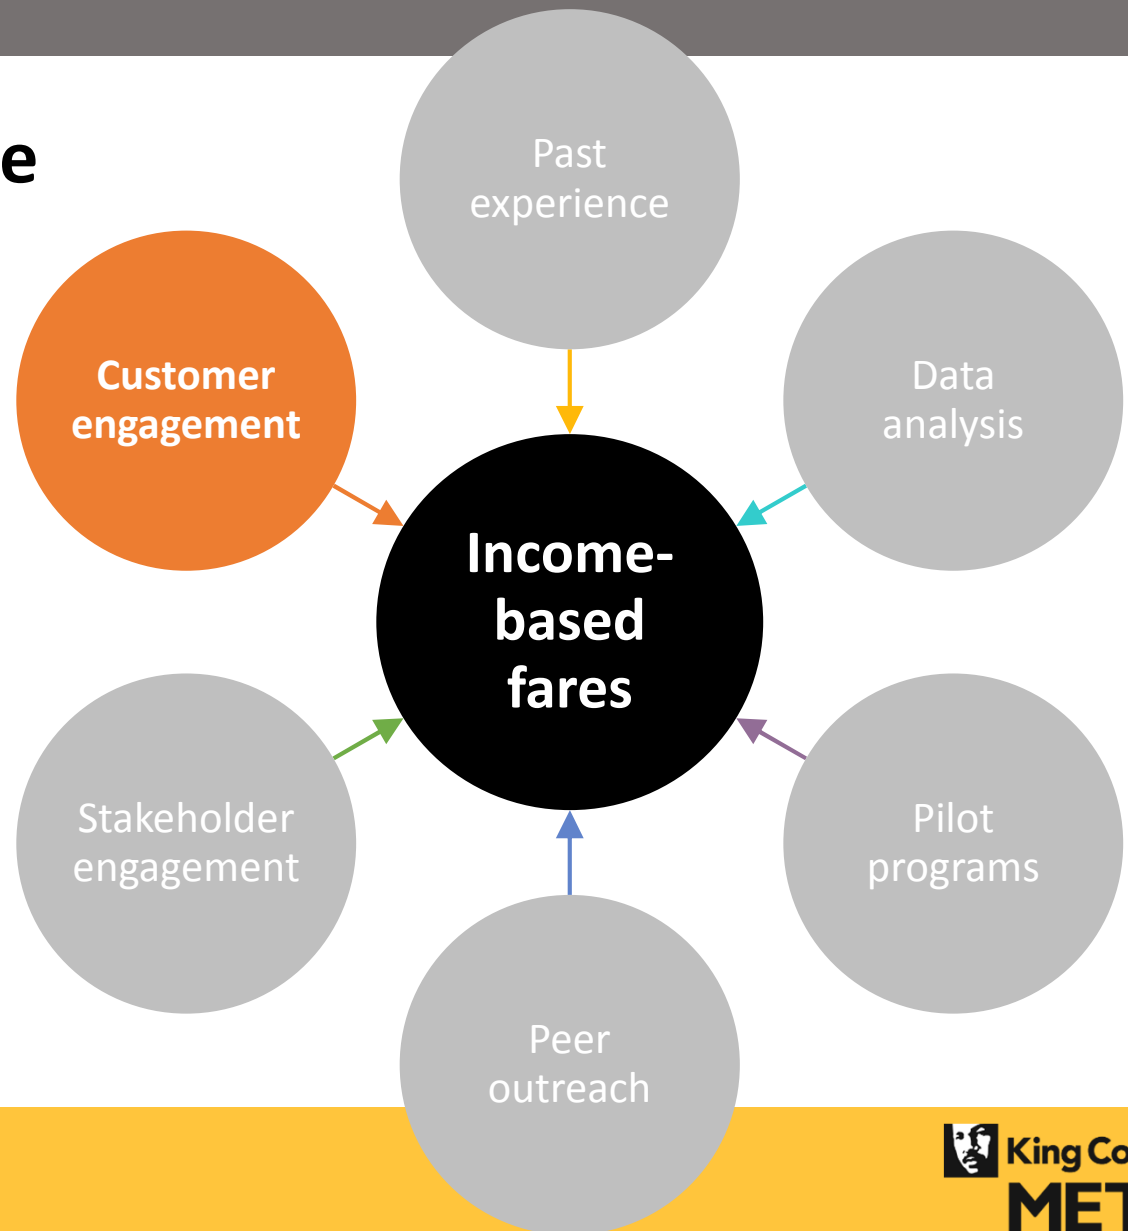 e
Past
experience
Customer
engagement
Data
analysis
Income-
based
fares
Stakeholder
engagement
Pilot
programs
Peer
outreach
King Co
MET